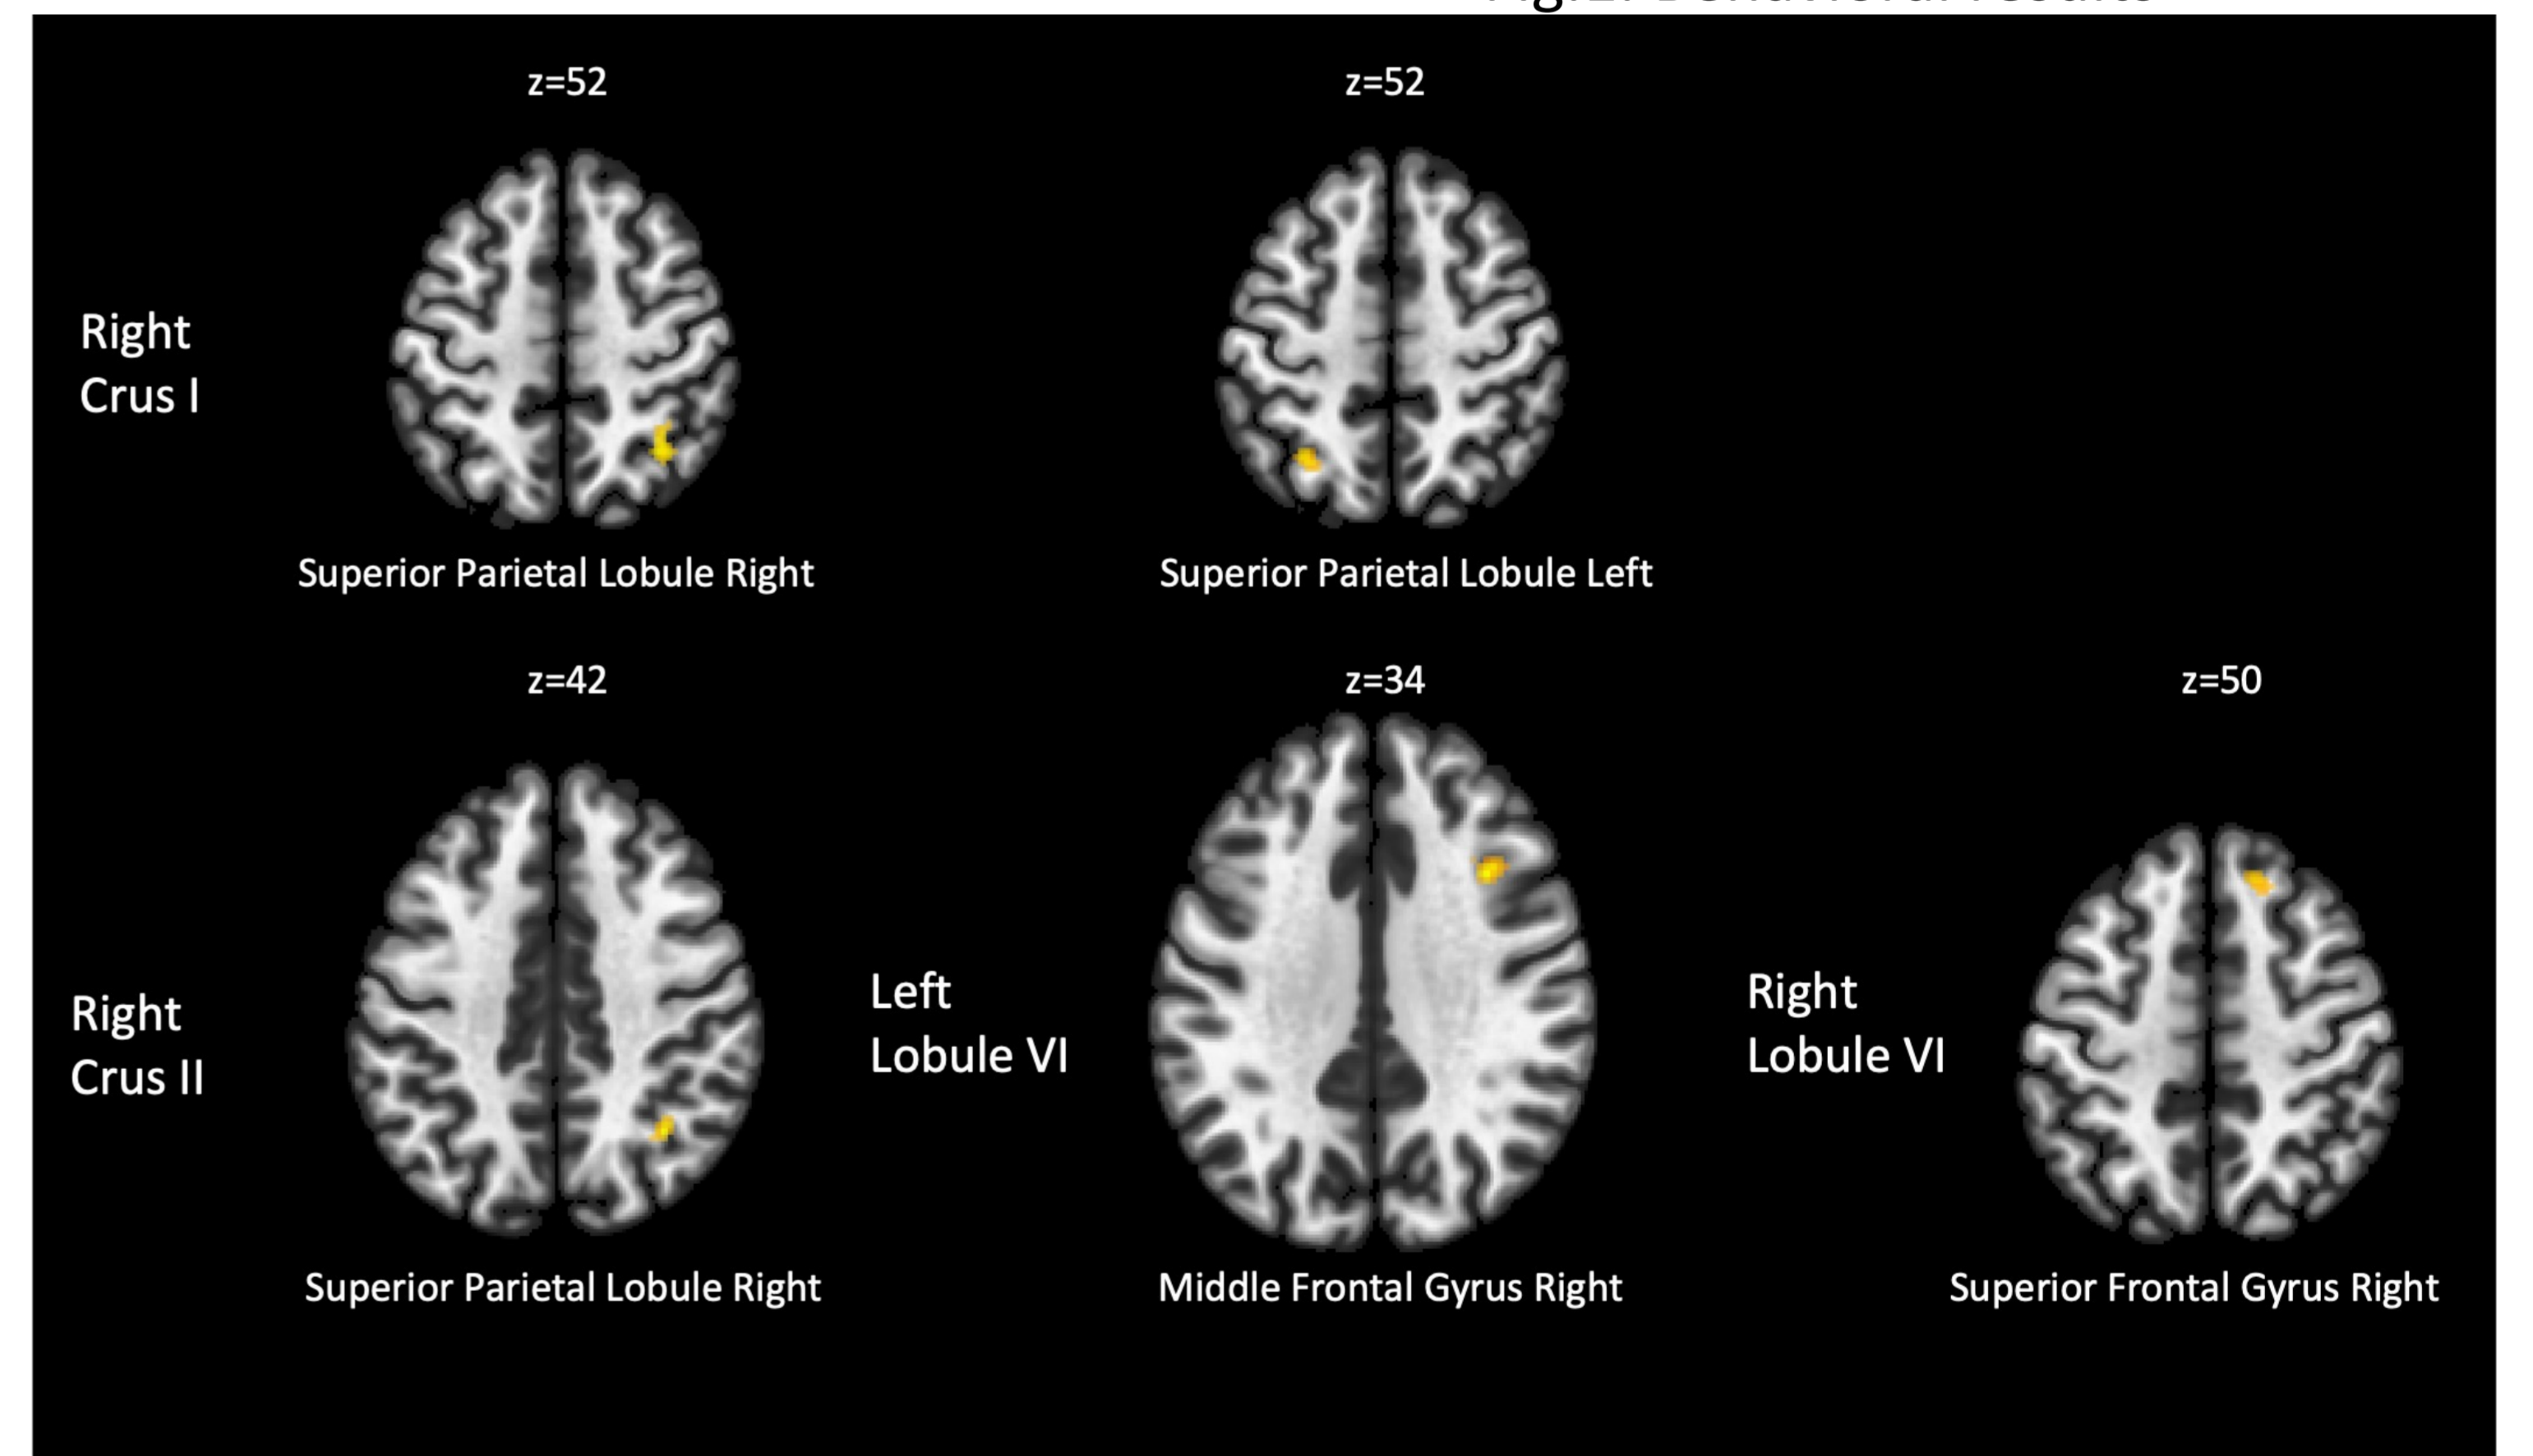 z=52
z=52
Right
Crus I
Superior Parietal Lobule Right
Superior Parietal Lobule Left
z=42
z=34
z=50
Right
Crus II
Left
Lobule VI
Right
Lobule VI
Superior Parietal Lobule Right
Middle Frontal Gyrus Right
Superior Frontal Gyrus Right